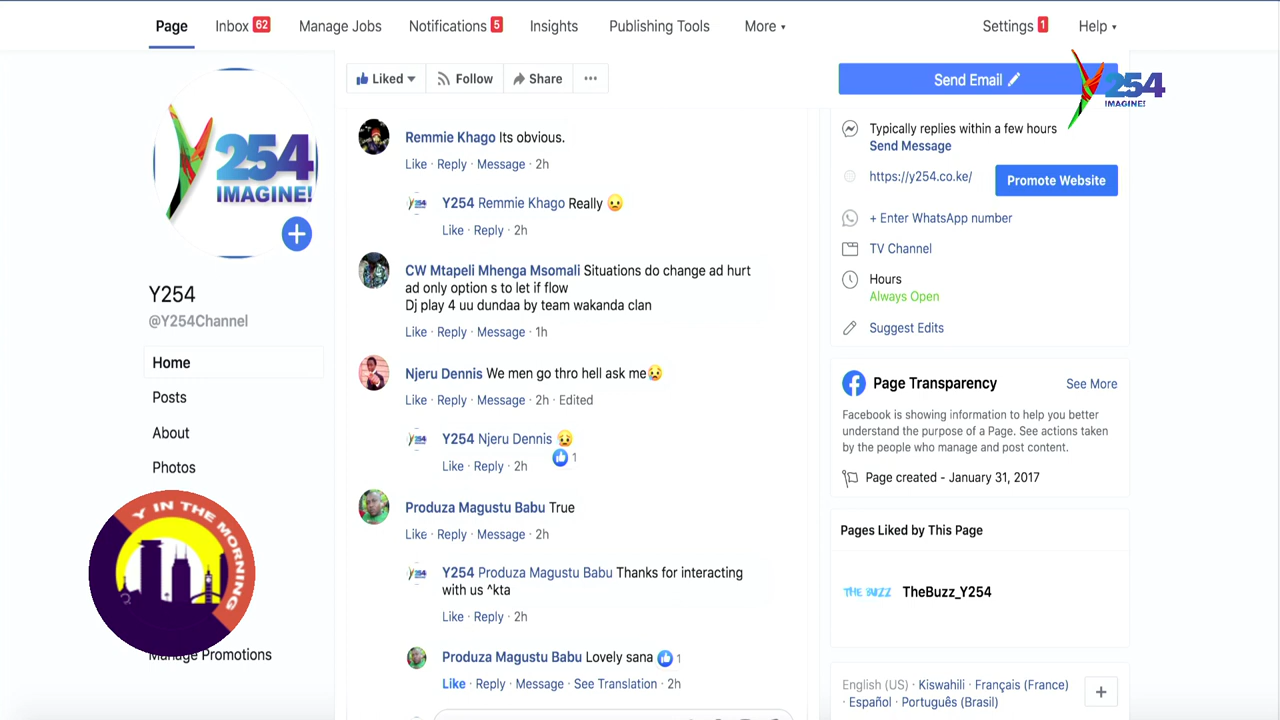 Page
Inbox 62
Manage Jobs
Notifications 5
Insights
Publishing Tools
More
Settings 1
Help
Liked
Follow
Share
Send Email
Y254
IMAGINE!
Y254
IMAGINE!
Y254
@Y254Channel
Home
Posts
About
Photos
Y IN THE MORNING
Manage Promotions
Remmie Khago Its obvious.
Like · Reply · Message · 2h
Y254 Remmie Khago Really
Like · Reply · 2h
CW Mtapeli Mhenga Msomali Situations do change ad hurt
ad only option s to let if flow
Dj play 4 uu dundaa by team wakanda clan
Like · Reply · Message · 1h
Njeru Dennis We men go thro hell ask me
Like · Reply · Message · 2h · Edited
Y254 Njeru Dennis
1
Like · Reply · 2h
Produza Magustu Babu True
Like · Reply · Message · 2h
Y254 Produza Magustu Babu Thanks for interacting
with us ^kta
Like · Reply · 2h
Produza Magustu Babu Lovely sana 1
Like · Reply · Message · See Translation · 2h
Typically replies within a few hours
Send Message
https://y254.co.ke/
Promote Website
+ Enter WhatsApp number
TV Channel
Hours
Always Open
Suggest Edits
Page Transparency
See More
Facebook is showing information to help you better
understand the purpose of a Page. See actions taken
by the people who manage and post content.
Page created - January 31, 2017
Pages Liked by This Page
THE BUZZ
TheBuzz_Y254
English (US) · Kiswahili · Français (France)
· Español · Português (Brasil)